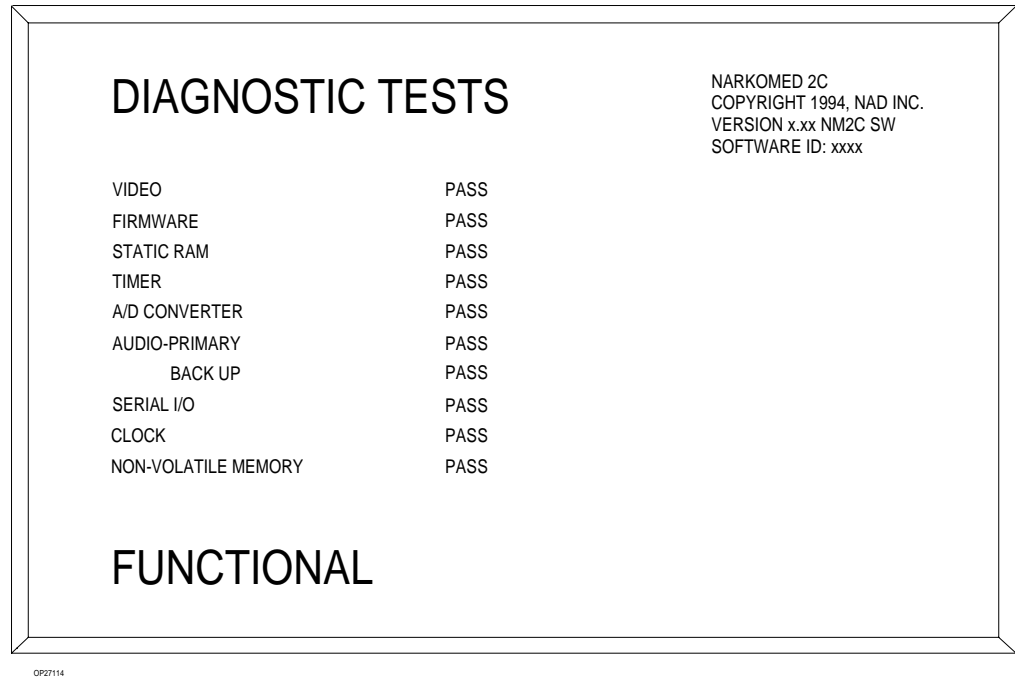 DIAGNOSTIC TESTS
NARKOMED 2C
COPYRIGHT 1994, NAD INC.
VERSION x.xx NM2C SW
SOFTWARE ID: xxxx
VIDEO PASS
FIRMWARE PASS
STATIC RAM PASS
TIMER PASS
A/D CONVERTER PASS
AUDIO-PRIMARY PASS
BACK UP PASS
SERIAL I/O PASS
CLOCK PASS
NON-VOLATILE MEMORY PASS
FUNCTIONAL
OP27114